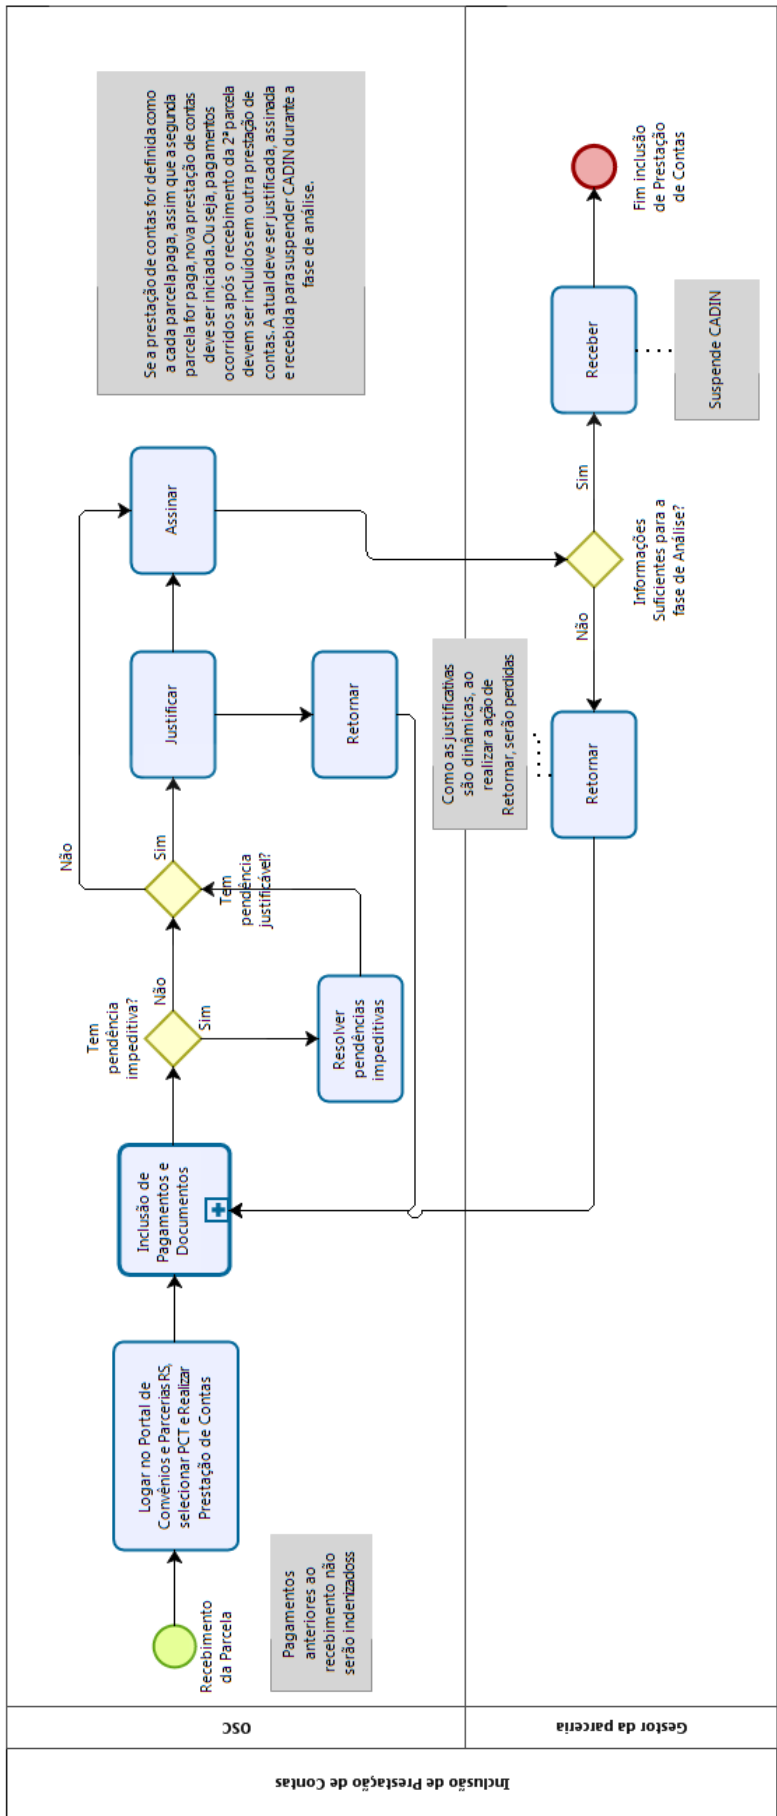 Inclusão de Prestação de Contas
OSC
Gestor da parceria
Recebimento
da Parcela
Pagamentos
anteriores ao
recebimento não
serão indenizadoss
Logar no Portal de
Convênios e Parcerias RS,
selecionar PCT e Realizar
Prestação de Contas
Inclusão de
Pagamentos e
Documentos
Tem
pendência
impeditiva?
Não
Sim
Resolver
pendências
impeditivas
Tem
pendência
justificável?
Não
Sim
Justificar
Retornar
Assinar
Se a prestação de contas for definida como
a cada parcela paga, assim que a segunda
parcela for paga, nova prestação de contas
deve ser iniciada. Ou seja, pagamentos
ocorridos após o recebimento da 2ª parcela
devem ser incluídos em outra prestação de
contas. A atual deve ser justificada, assinada
e recebida para suspender CADIN durante a
fase de análise.
Como as justificativas
são dinâmicas, ao
realizar a ação de
Retornar, serão perdidas
Retornar
Não
Informações
Suficientes para a
fase de Análise?
Sim
Receber
Suspende CADIN
Fim inclusão
de Prestação
de Contas